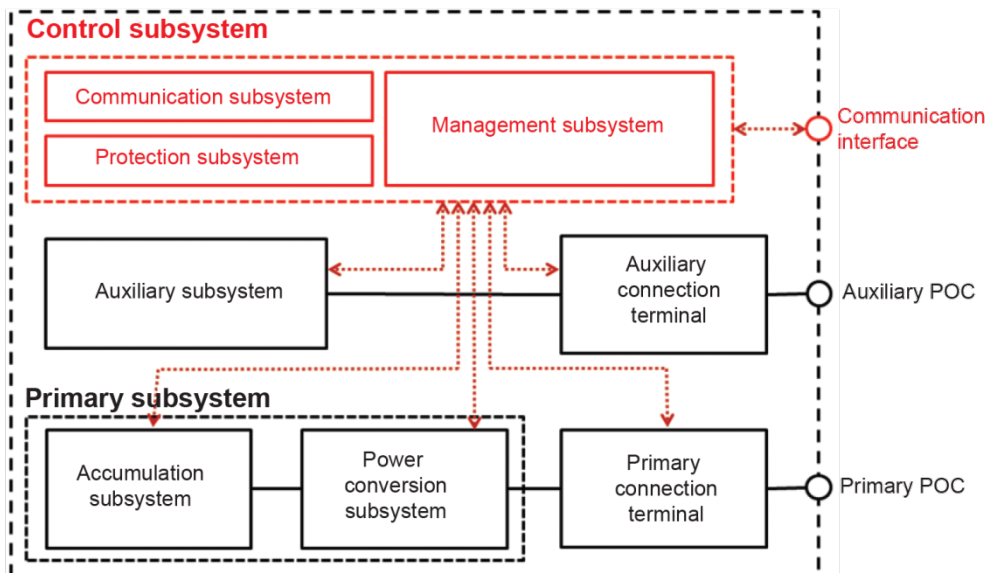 Control subsystem
Communication subsystem
Protection subsystem
Management subsystem
Communication
interface
Auxiliary subsystem
Auxiliary
connection
terminal
Auxiliary POC
Primary subsystem
Accumulation
subsystem
Power
conversion
subsystem
Primary
connection
terminal
Primary POC